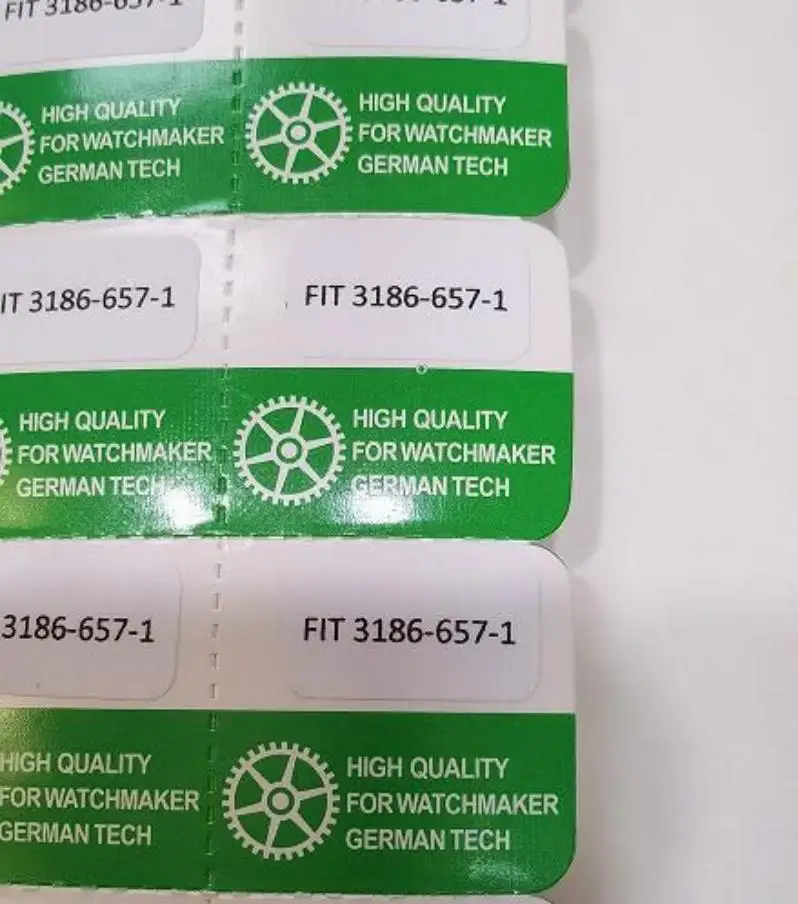 FIT 3186-657-1
HIGH QUALITY
FOR WATCHMAKER
GERMAN TECH
HIGH QUALITY
FOR WATCHMAKER
GERMAN TECH
IT 3186-657-1
FIT 3186-657-1
HIGH QUALITY
FOR WATCHMAKER
GERMAN TECH
HIGH QUALITY
FOR WATCHMAKER
GERMAN TECH
3186-657-1
FIT 3186-657-1
HIGH QUALITY
FOR WATCHMAKER
GERMAN TECH
HIGH QUALITY
FOR WATCHMAKER
GERMAN TECH